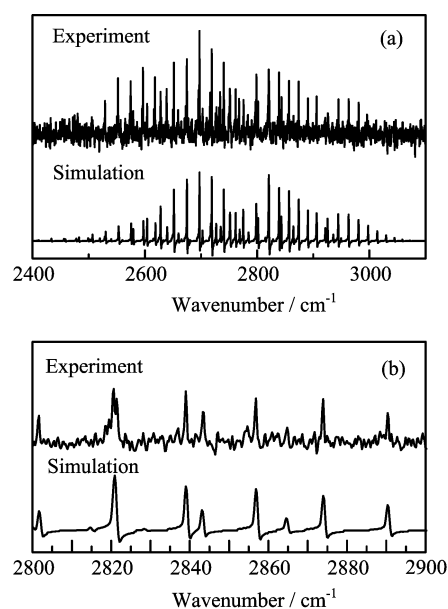 Experiment (a)
Simulation
2400 2600 2800 3000
Wavenumber / cm⁻¹
Experiment (b)
Simulation
2800 2820 2840 2860 2880 2900
Wavenumber / cm⁻¹